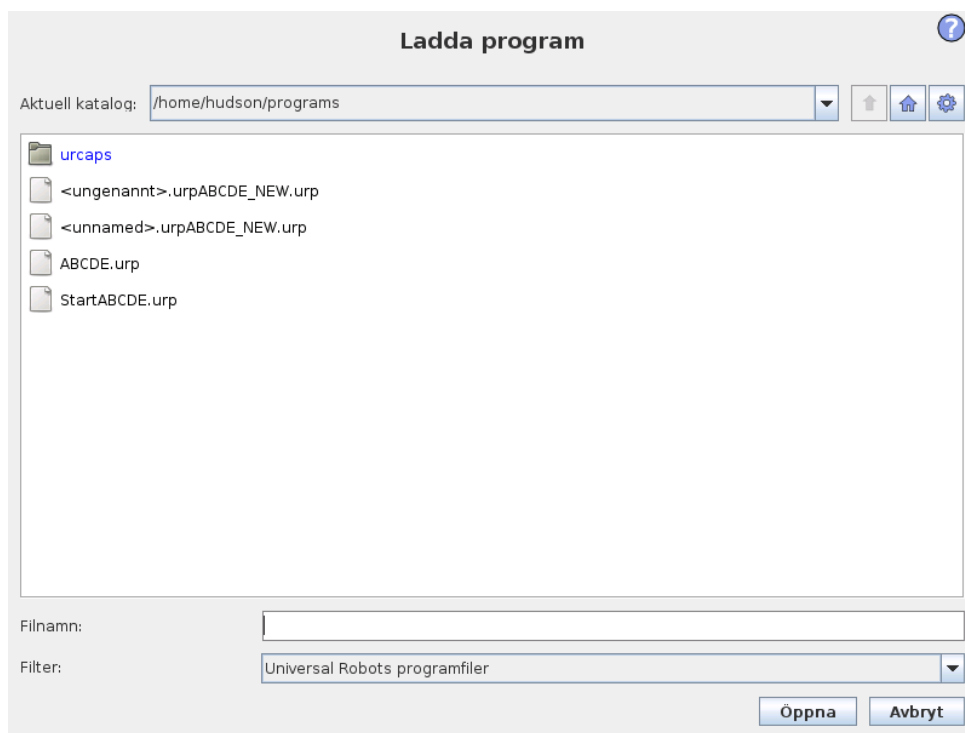 Ladda program
?
Aktuell katalog: /home/hudson/programs
urcaps
<ungenannt>.urpABCDE_NEW.urp
<unnamed>.urpABCDE_NEW.urp
ABCDE.urp
StartABCDE.urp
Filnamn:
Filter: Universal Robots programfiler
Öppna Avbryt